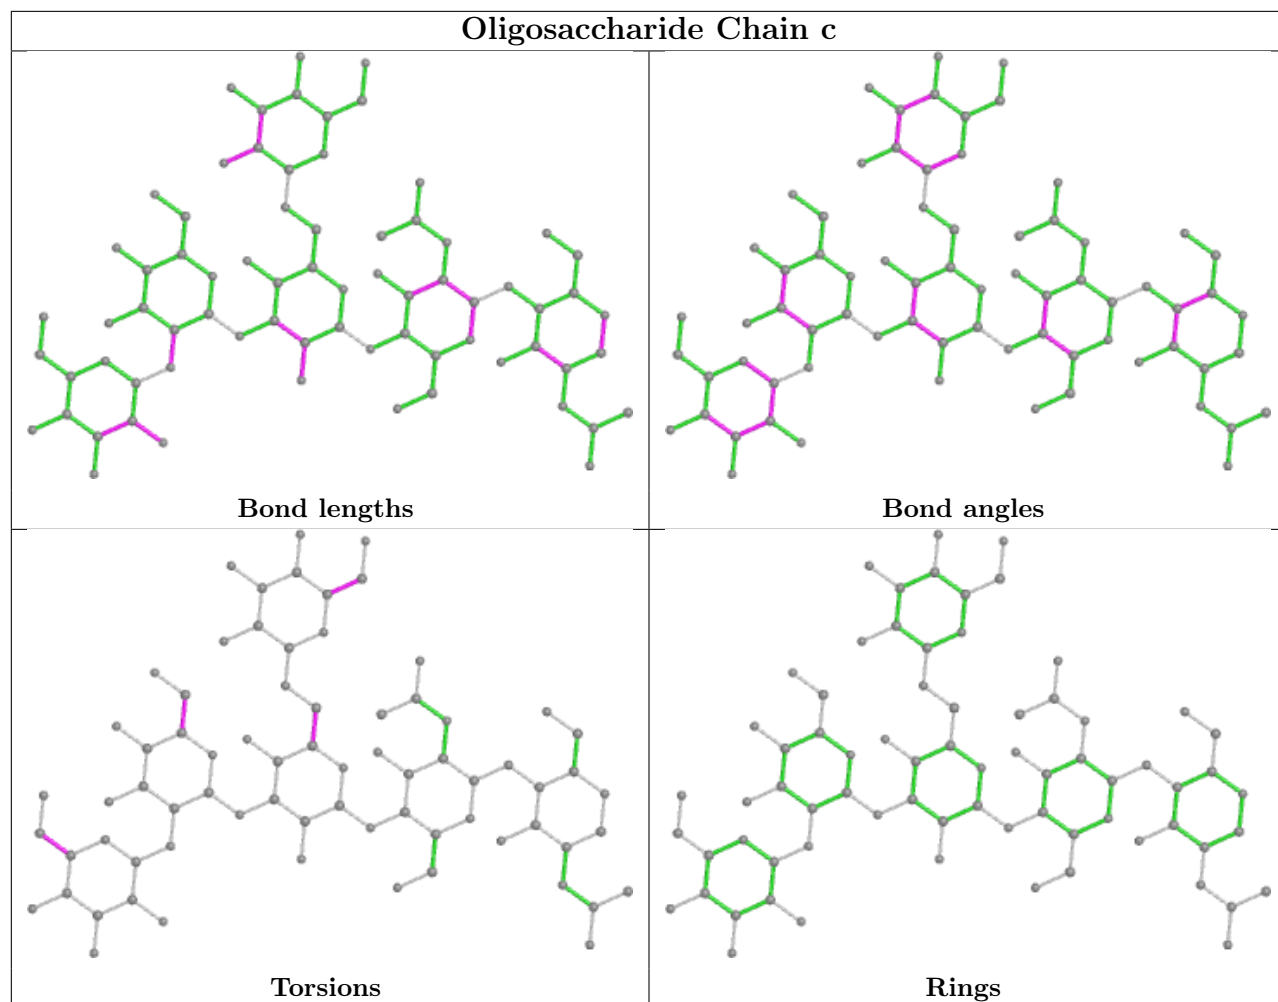 Oligosaccharide Chain c
Bond lengths
Bond angles
Torsions
Rings